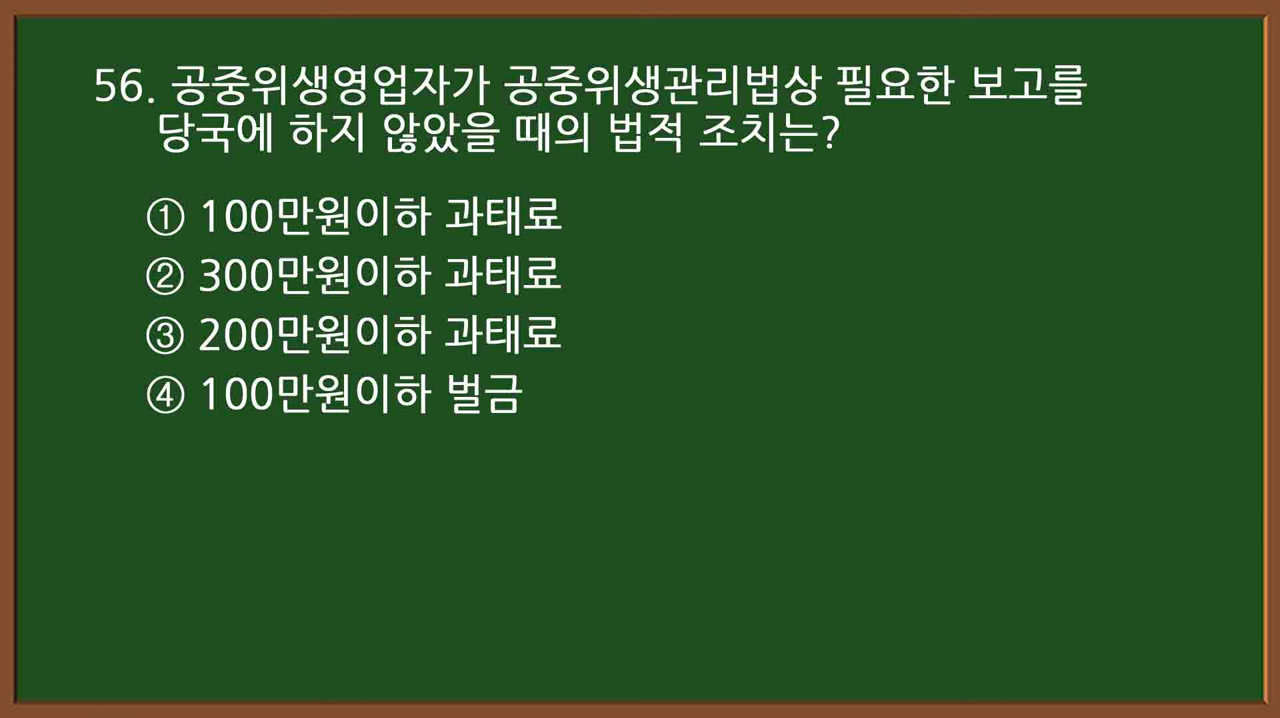 56. 공중위생영업자가 공중위생관리법상 필요한 보고를
당국에 하지 않았을 때의 법적 조치는?
① 100만원이하 과태료
② 300만원이하 과태료
③ 200만원이하 과태료
④ 100만원이하 벌금